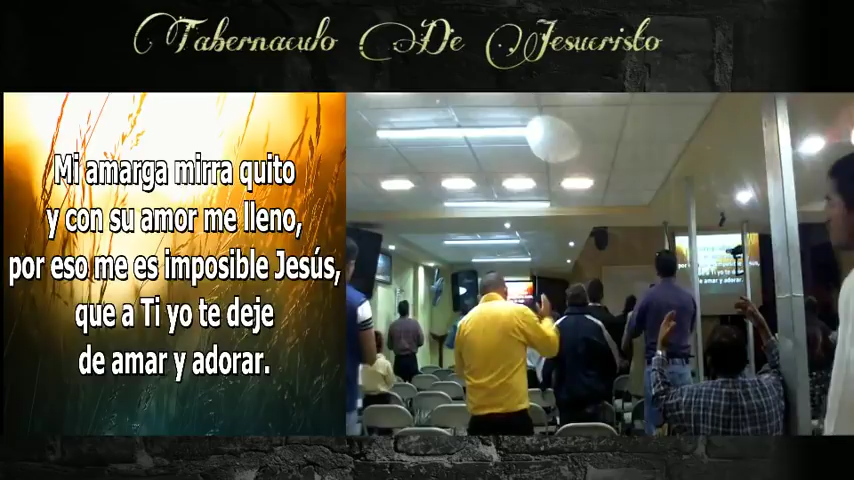 Tabernaculo De Jesucristo
Mi amarga mirra quito
y con su amor me lleno,
por eso me es imposible Jesús,
que a Ti yo te deje
de amar y adorar.